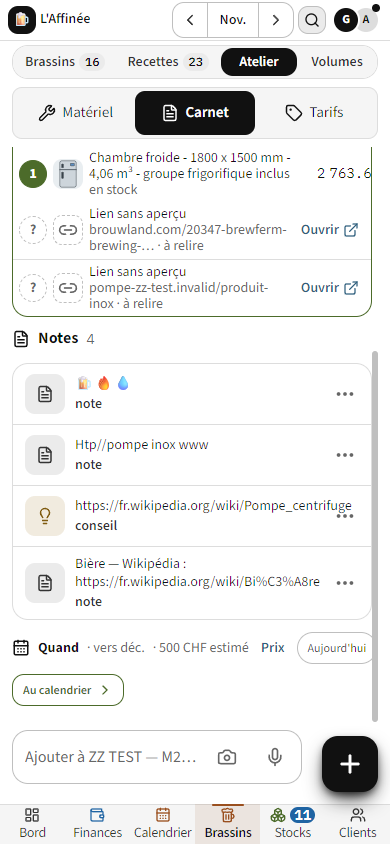 L'Affinée
Nov.
G
A
Brassins 16
Recettes 23
Atelier
Volumes
Matériel
Carnet
Tarifs
1
Chambre froide - 1800 x 1500 mm -
4,06 m³ - groupe frigorifique inclus
en stock
2 763.6
?
Lien sans aperçu
brouwland.com/20347-brewferm-
brewing-… · à relire
Ouvrir
?
Lien sans aperçu
pompe-zz-test.invalid/produit-
inox · à relire
Ouvrir
Notes 4
note
Htp//pompe inox www
note
https://fr.wikipedia.org/wiki/Pompe_centrifuge
conseil
Bière — Wikipédia :
https://fr.wikipedia.org/wiki/Bi%C3%A8re
note
Quand · vers déc. · 500 CHF estimé Prix Aujourd'hui
Au calendrier
Ajouter à ZZ TEST — M2…
Bord
Finances
Calendrier
Brassins
Stocks 11
Clients